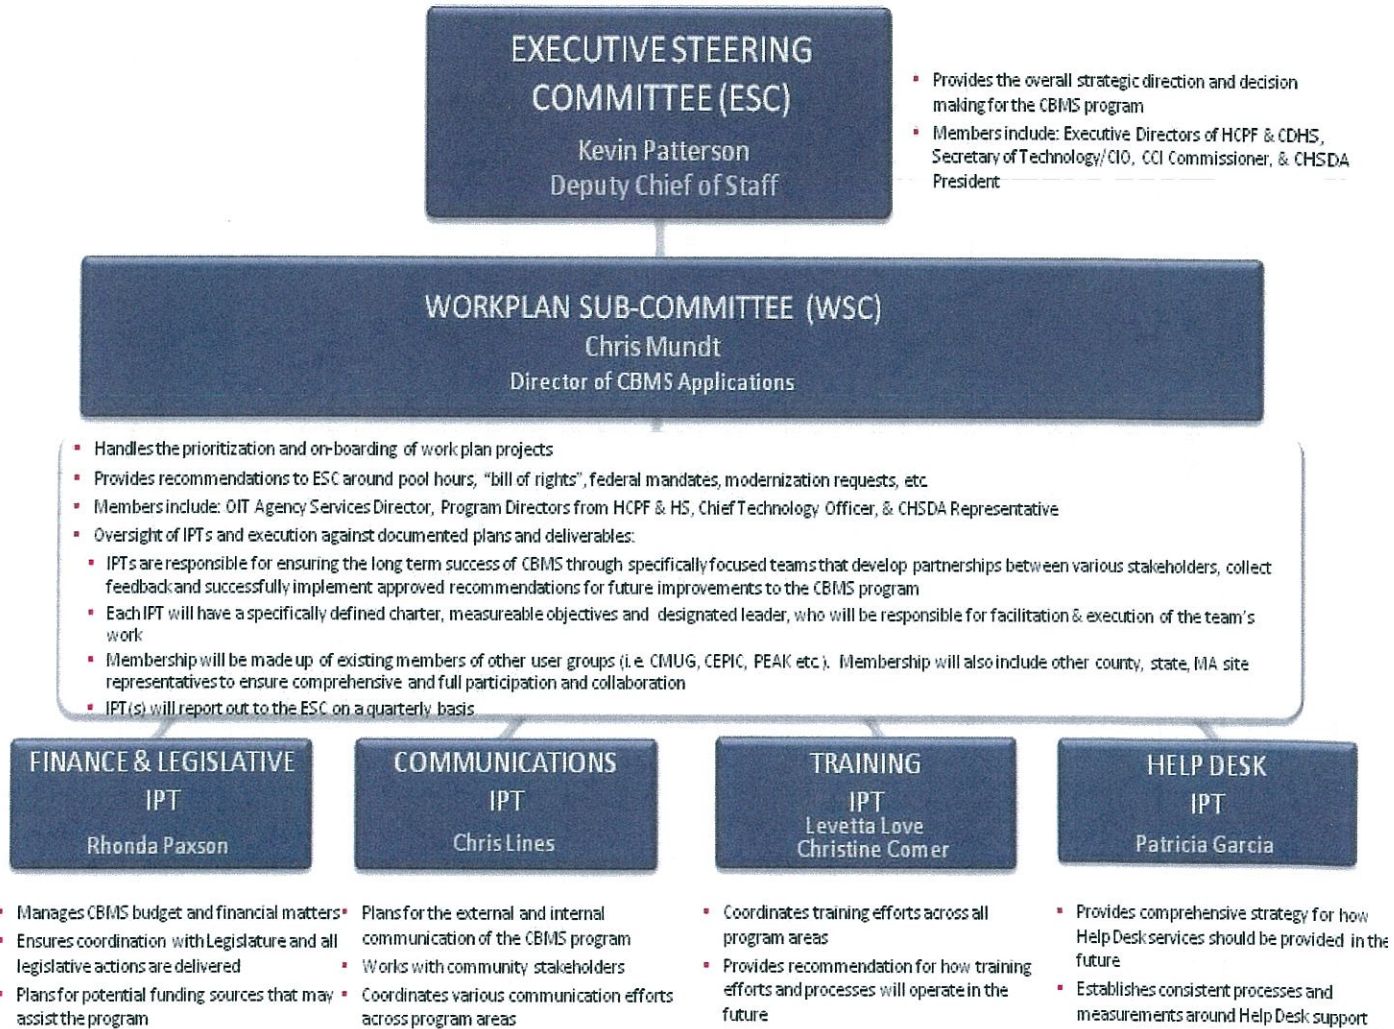 EXECUTIVE STEERING
COMMITTEE (ESC)
Kevin Patterson
Deputy Chief of Staff
▪ Provides the overall strategic direction and decision
making for the CBMS program
▪ Members include: Executive Directors of HCPF & CDHS,
Secretary of Technology/CIO, CCI Commissioner, & CHSDA
President
WORKPLAN SUB-COMMITTEE (WSC)
Chris Mundt
Director of CBMS Applications
▪ Handles the prioritization and on-boarding of work plan projects
▪ Provides recommendations to ESC around pool hours, "bill of rights", federal mandates, modernization requests, etc.
▪ Members include: OIT Agency Services Director, Program Directors from HCPF & HS, Chief Technology Officer, & CHSDA Representative
▪ Oversight of IPTs and execution against documented plans and deliverables:
▪ IPTs are responsible for ensuring the long term success of CBMS through specifically focused teams that develop partnerships between various stakeholders, collect
feedback and successfully implement approved recommendations for future improvements to the CBMS program
▪ Each IPT will have a specifically defined charter, measureable objectives and designated leader, who will be responsible for facilitation & execution of the team's
work
▪ Membership will be made up of existing members of other user groups (i.e. CMUG, CEPIC, PEAK etc.). Membership will also include other county, state, MA site
representatives to ensure comprehensive and full participation and collaboration
▪ IPT(s) will report out to the ESC on a quarterly basis
FINANCE & LEGISLATIVE
IPT
Rhonda Paxson
▪ Manages CBMS budget and financial matters
▪ Ensures coordination with Legislature and all
legislative actions are delivered
▪ Plans for potential funding sources that may
assist the program
COMMUNICATIONS
IPT
Chris Lines
▪ Plans for the external and internal
communication of the CBMS program
▪ Works with community stakeholders
▪ Coordinates various communication efforts
across program areas
TRAINING
IPT
Levetta Love
Christine Comer
▪ Coordinates training efforts across all
program areas
▪ Provides recommendation for how training
efforts and processes will operate in the
future
HELP DESK
IPT
Patricia Garcia
▪ Provides comprehensive strategy for how
Help Desk services should be provided in the
future
▪ Establishes consistent processes and
measurements around Help Desk support